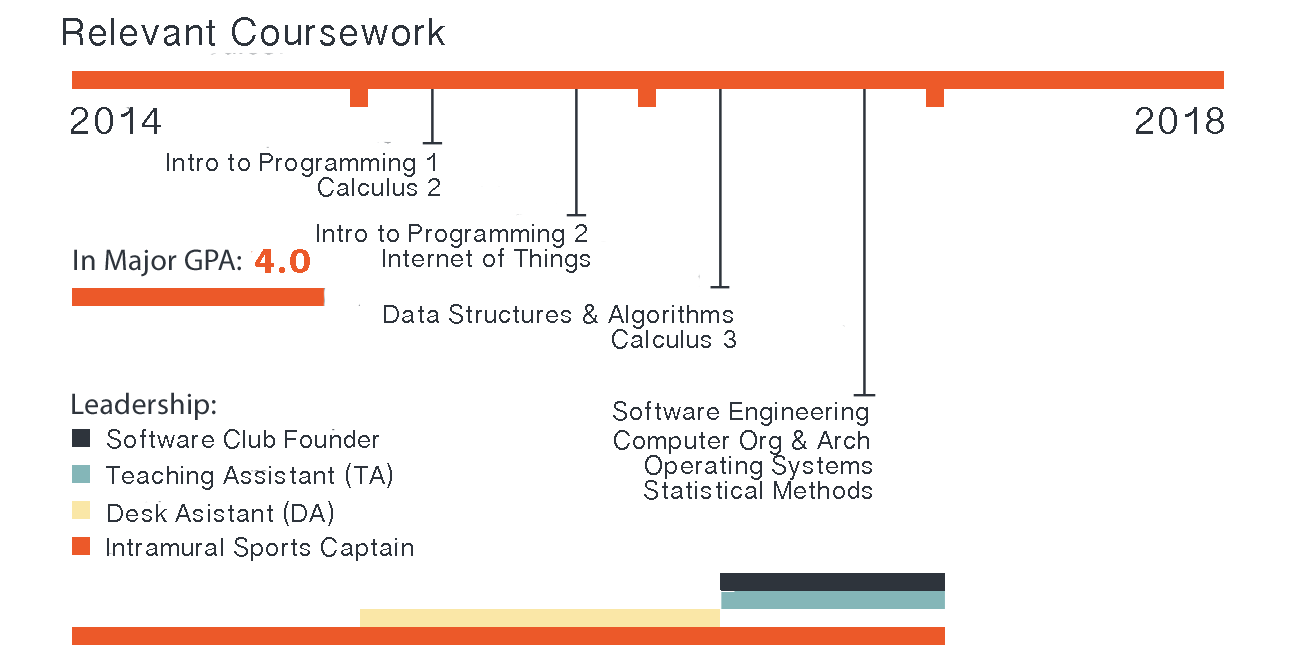 Relevant Coursework
2014
2018
Intro to Programming 1
Calculus 2
Intro to Programming 2
Internet of Things
In Major GPA: 4.0
Data Structures & Algorithms
Calculus 3
Software Engineering
Computer Org & Arch
Operating Systems
Statistical Methods
Leadership:
Software Club Founder
Teaching Assistant (TA)
Desk Asistant (DA)
Intramural Sports Captain